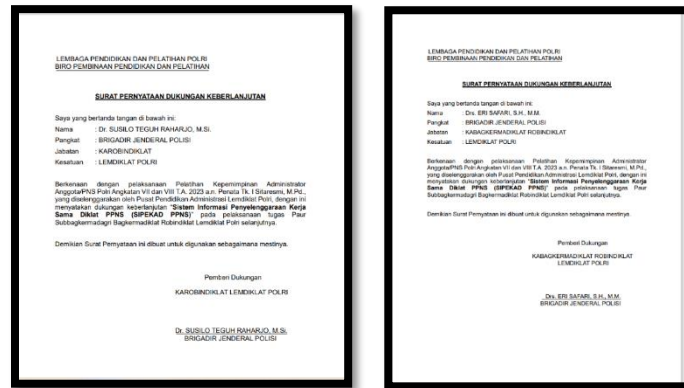 LEMBAGA PENDIDIKAN DAN PELATIHAN POLRI
BIRO PEMBINAAN PENDIDIKAN DAN PELATIHAN
SURAT PERNYATAAN DUKUNGAN KEBERLANJUTAN
Saya yang bertanda tangan di bawah ini:
Nama : Dr. SUSILO TEGUH RAHARJO, M.Si.
Pangkat : BRIGADIR JENDERAL POLISI
Jabatan : KAROBINDIKLAT
Kesatuan : LEMDIKLAT POLRI
Berkenaan dengan pelaksanaan Pelatihan Kepemimpinan Administrator
Anggota/PNS Polri Angkatan VII dan VIII T.A. 2023 a.n. Penata Tk. I Sitaresmi, M.Pd.,
yang diselenggarakan oleh Pusat Pendidikan Administrasi Lemdiklat Polri, dengan ini
menyatakan dukungan keberlanjutan "Sistem Informasi Penyelenggaraan Kerja
Sama Diklat PPNS (SIPEKAD PPNS)" pada pelaksanaan tugas Paur
Subbagkermadagri Bagkermadiklat Robindiklat Lemdiklat Polri selanjutnya.
Demikian Surat Pernyataan ini dibuat untuk digunakan sebagaimana mestinya.
Pemberi Dukungan
KAROBINDIKLAT LEMDIKLAT POLRI
Dr. SUSILO TEGUH RAHARJO, M.Si.
BRIGADIR JENDERAL POLISI
LEMBAGA PENDIDIKAN DAN PELATIHAN POLRI
BIRO PEMBINAAN PENDIDIKAN DAN PELATIHAN
SURAT PERNYATAAN DUKUNGAN KEBERLANJUTAN
Saya yang bertanda tangan di bawah ini:
Nama : Drs. ERI SAFARI, S.H., M.M.
Pangkat : BRIGADIR JENDERAL POLISI
Jabatan : KABAGKERMADIKLAT ROBINDIKLAT
Kesatuan : LEMDIKLAT POLRI
Berkenaan dengan pelaksanaan Pelatihan Kepemimpinan Administrator
Anggota/PNS Polri Angkatan VII dan VIII T.A. 2023 a.n. Penata Tk. I Sitaresmi, M.Pd.,
yang diselenggarakan oleh Pusat Pendidikan Administrasi Lemdiklat Polri, dengan ini
menyatakan dukungan keberlanjutan "Sistem Informasi Penyelenggaraan Kerja
Sama Diklat PPNS (SIPEKAD PPNS)" pada pelaksanaan tugas Paur
Subbagkermadagri Bagkermadiklat Robindiklat Lemdiklat Polri selanjutnya.
Demikian Surat Pernyataan ini dibuat untuk digunakan sebagaimana mestinya.
Pemberi Dukungan
KABAGKERMADIKLAT ROBINDIKLAT
LEMDIKLAT POLRI
Drs. ERI SAFARI, S.H., M.M.
BRIGADIR JENDERAL POLISI